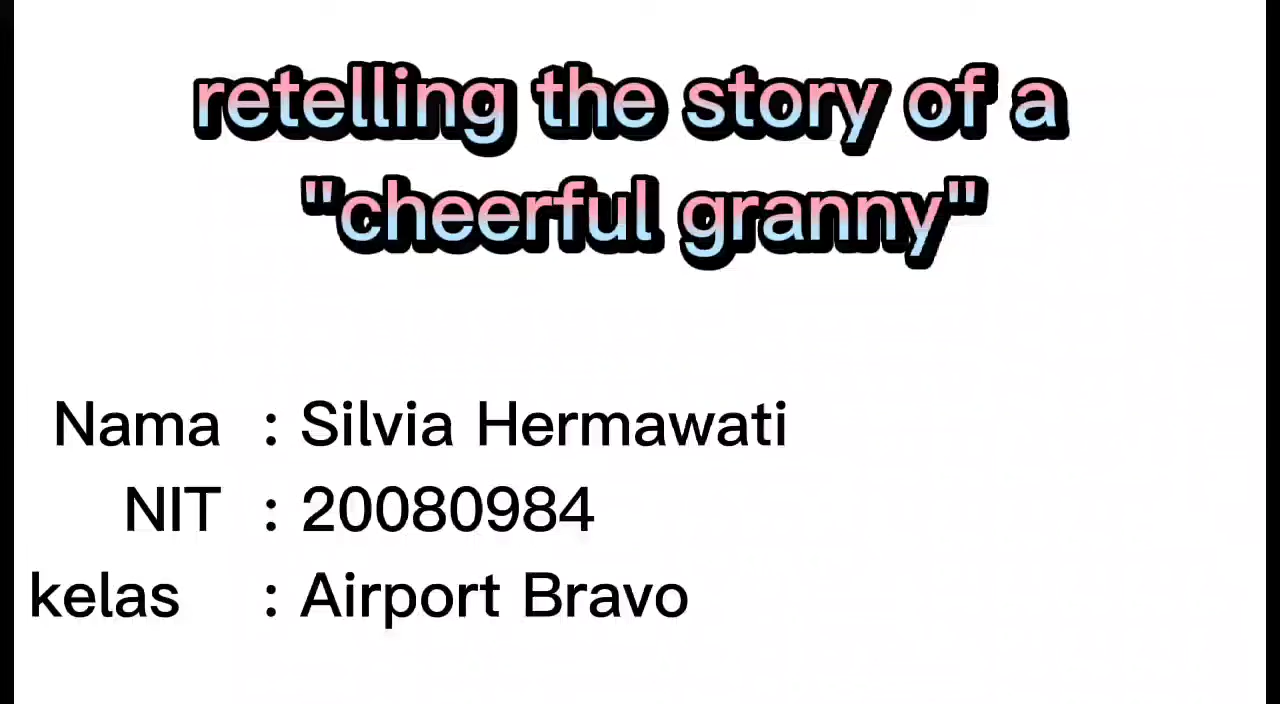 retelling the story of a
"cheerful granny"
Nama : Silvia Hermawati
NIT : 20080984
kelas : Airport Bravo